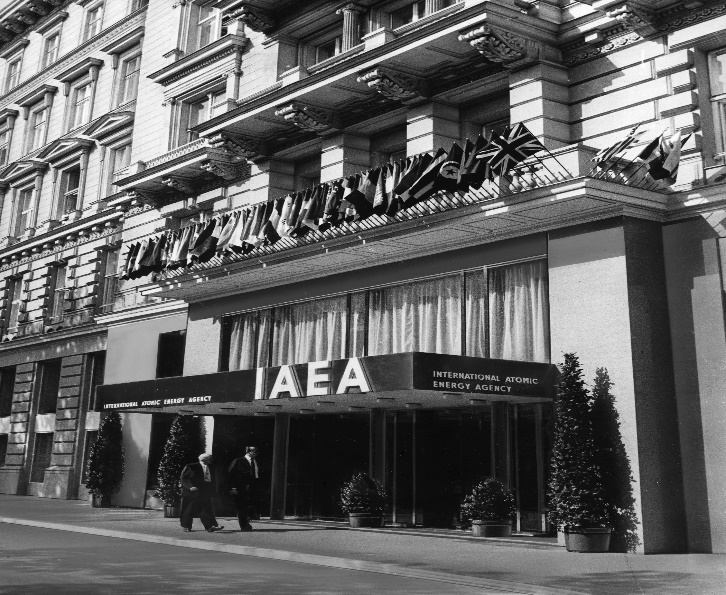 INTERNATIONAL ATOMIC ENERGY AGENCY
IAEA
INTERNATIONAL ATOMIC
ENERGY AGENCY